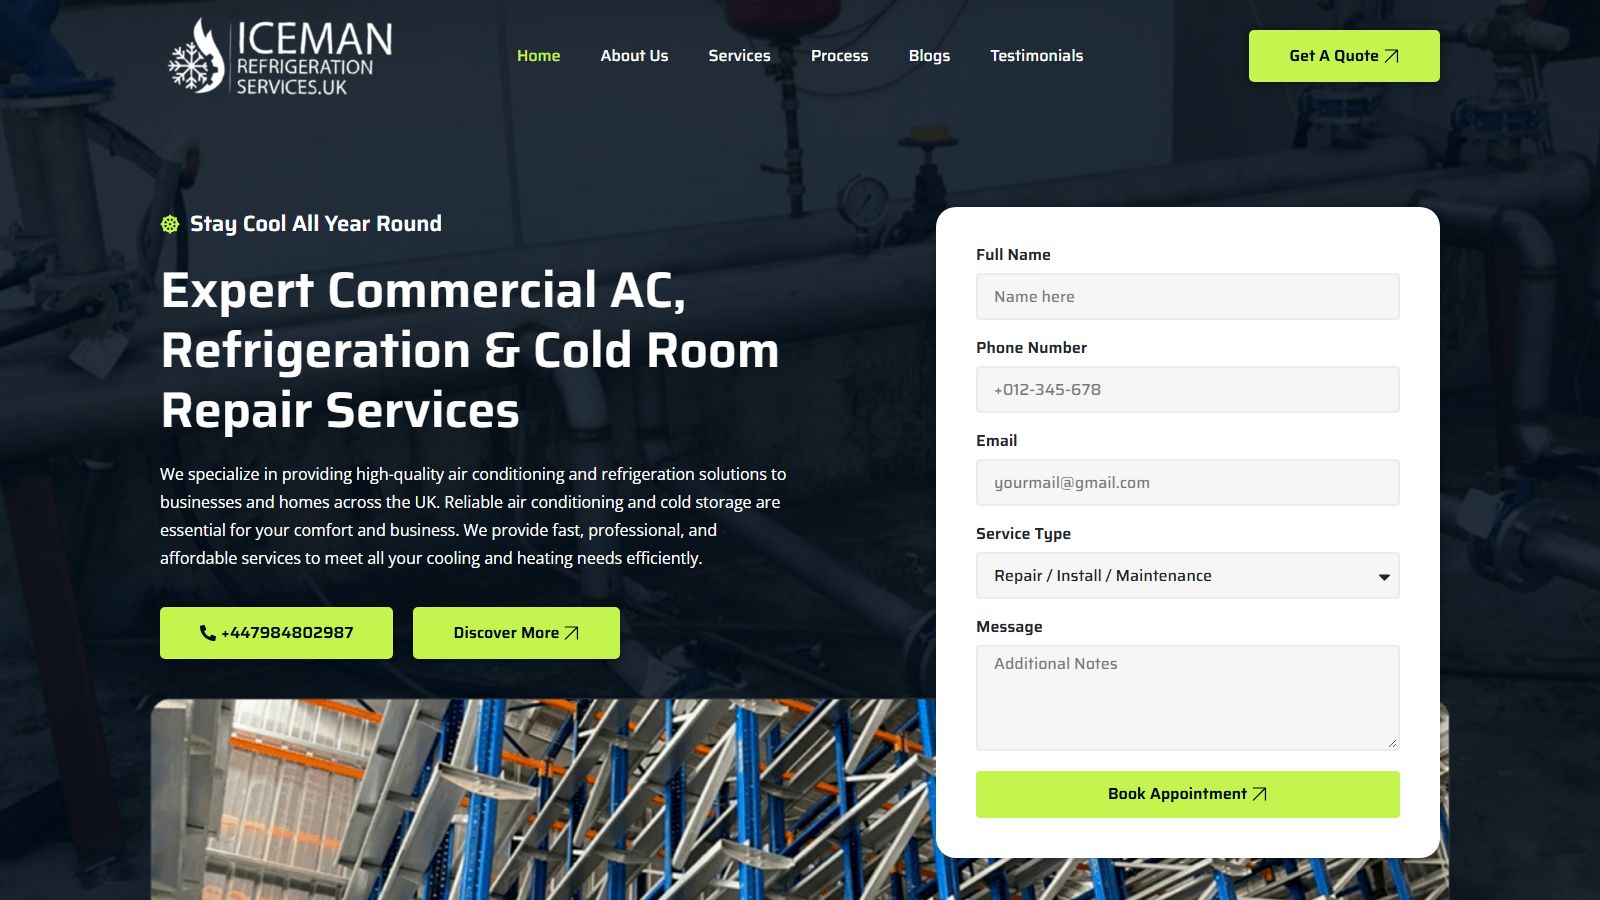 ICEMAN
REFRIGERATION
SERVICES.UK
Home
About Us
Services
Process
Blogs
Testimonials
Get A Quote
Stay Cool All Year Round
Expert Commercial AC,
Refrigeration & Cold Room
Repair Services
We specialize in providing high-quality air conditioning and refrigeration solutions to
businesses and homes across the UK. Reliable air conditioning and cold storage are
essential for your comfort and business. We provide fast, professional, and
affordable services to meet all your cooling and heating needs efficiently.
+447984802987
Discover More
Full Name
Name here
Phone Number
+012-345-678
Email
yourmail@gmail.com
Service Type
Repair / Install / Maintenance
Message
Additional Notes
Book Appointment